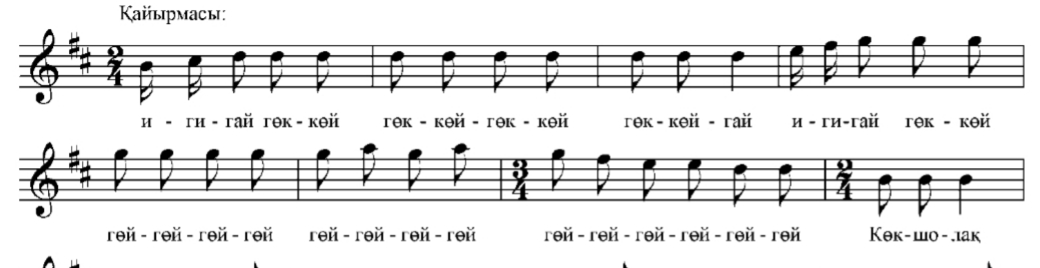 Қайырмасы:
и - ги - гай гөк - көй гөк - көй - гөк - көй гөк - көй - гай и - ги-гай гөк - көй
гөй - гөй - гөй - гөй гөй - гөй - гөй - гөй гөй - гөй - гөй - гөй - гөй - гөй Көк-шо-лақ